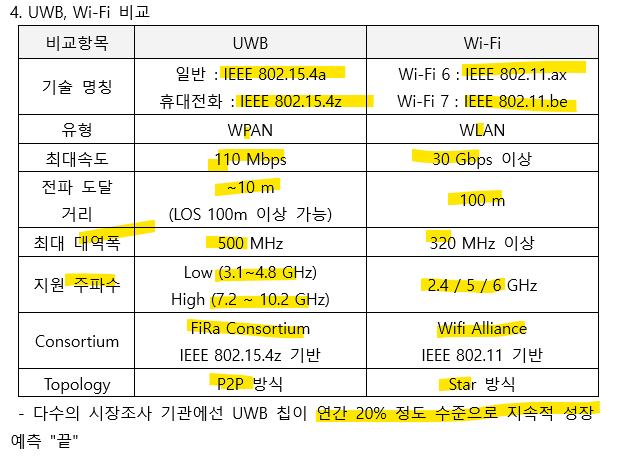 4. UWB, Wi-Fi 비교
비교항목 UWB Wi-Fi
기술 명칭 일반 : IEEE 802.15.4a Wi-Fi 6 : IEEE 802.11.ax
휴대전화 : IEEE 802.15.4z Wi-Fi 7 : IEEE 802.11.be
유형 WPAN WLAN
최대속도 110 Mbps 30 Gbps 이상
전파 도달 거리 ~10 m 100 m
(LOS 100m 이상 가능)
최대 대역폭 500 MHz 320 MHz 이상
지원 주파수 Low (3.1~4.8 GHz) 2.4 / 5 / 6 GHz
High (7.2 ~ 10.2 GHz)
Consortium FiRa Consortium Wifi Alliance
IEEE 802.15.4z 기반 IEEE 802.11 기반
Topology P2P 방식 Star 방식
- 다수의 시장조사 기관에선 UWB 칩이 연간 20% 정도 수준으로 지속적 성장
예측 "끝"